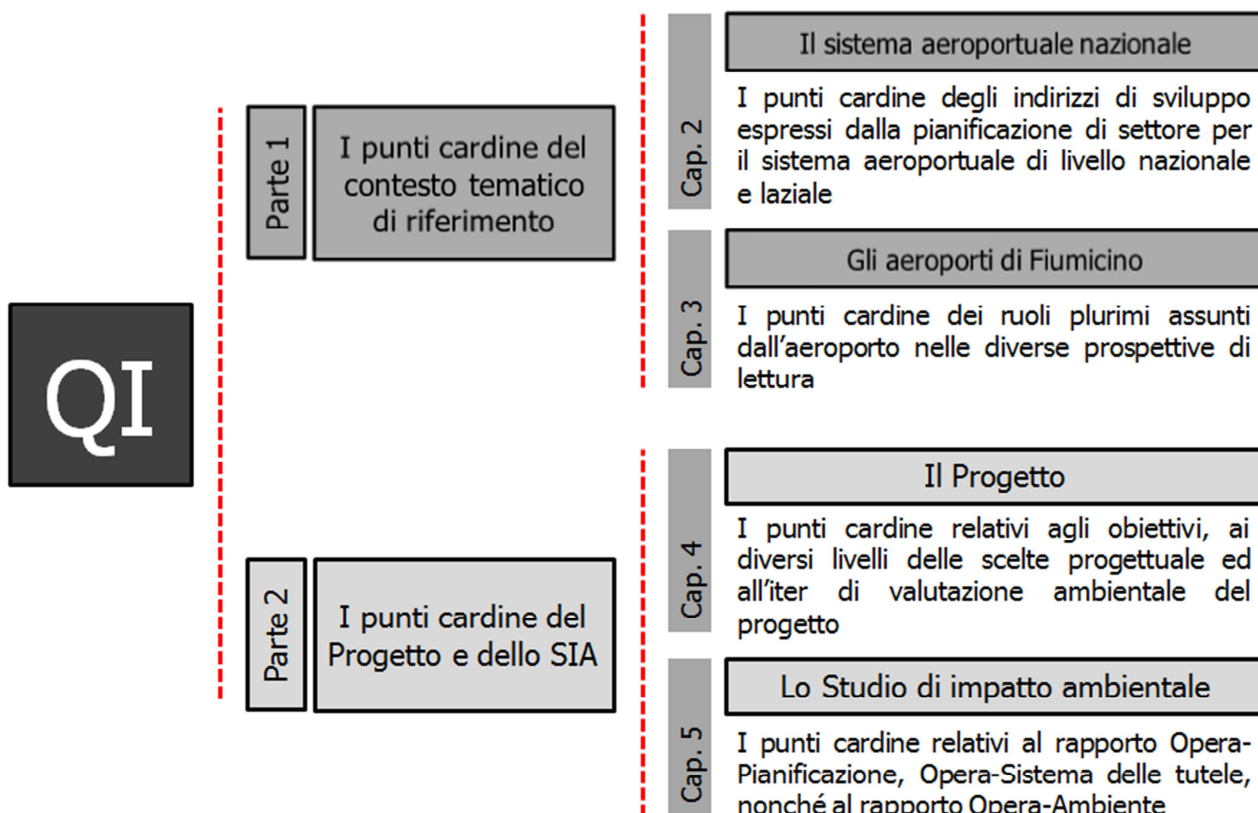 QI
Parte 1
I punti cardine del
contesto tematico
di riferimento
Cap. 2
Il sistema aeroportuale nazionale
I punti cardine degli indirizzi di sviluppo
espressi dalla pianificazione di settore per
il sistema aeroportuale di livello nazionale
e laziale
Cap. 3
Gli aeroporti di Fiumicino
I punti cardine dei ruoli plurimi assunti
dall'aeroporto nelle diverse prospettive di
lettura
Parte 2
I punti cardine del
Progetto e dello SIA
Cap. 4
Il Progetto
I punti cardine relativi agli obiettivi, ai
diversi livelli delle scelte progettuale ed
all'iter di valutazione ambientale del
progetto
Cap. 5
Lo Studio di impatto ambientale
I punti cardine relativi al rapporto Opera-
Pianificazione, Opera-Sistema delle tutele,
nonché al rapporto Opera-Ambiente